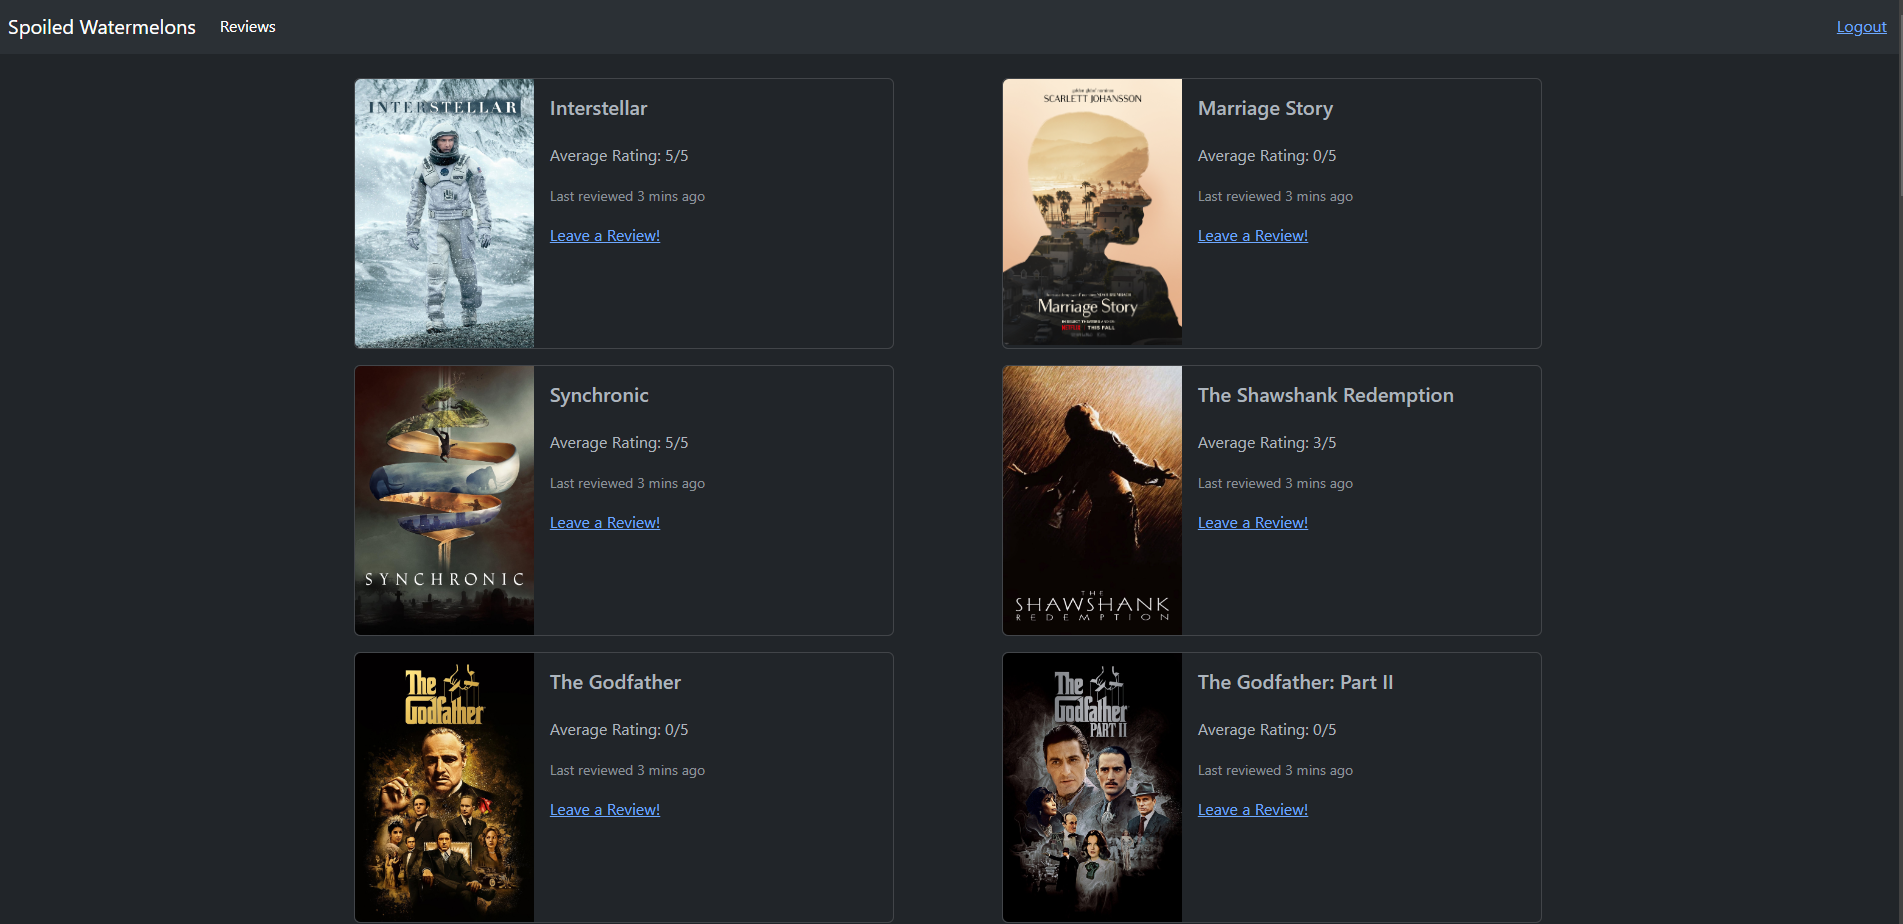 Spoiled Watermelons
Reviews
Logout
INTERSTELLAR
Interstellar
Average Rating: 5/5
Last reviewed 3 mins ago
Leave a Review!
SCARLETT JOHANSSON
Marriage Story
NETFLIX
THIS FALL
Marriage Story
Average Rating: 0/5
Last reviewed 3 mins ago
Leave a Review!
SYNCHRONIC
Synchronic
Average Rating: 5/5
Last reviewed 3 mins ago
Leave a Review!
THE
SHAWSHANK
REDEMPTION
The Shawshank Redemption
Average Rating: 3/5
Last reviewed 3 mins ago
Leave a Review!
The
Godfather
The Godfather
Average Rating: 0/5
Last reviewed 3 mins ago
Leave a Review!
The
Godfather
PART II
The Godfather: Part II
Average Rating: 0/5
Last reviewed 3 mins ago
Leave a Review!